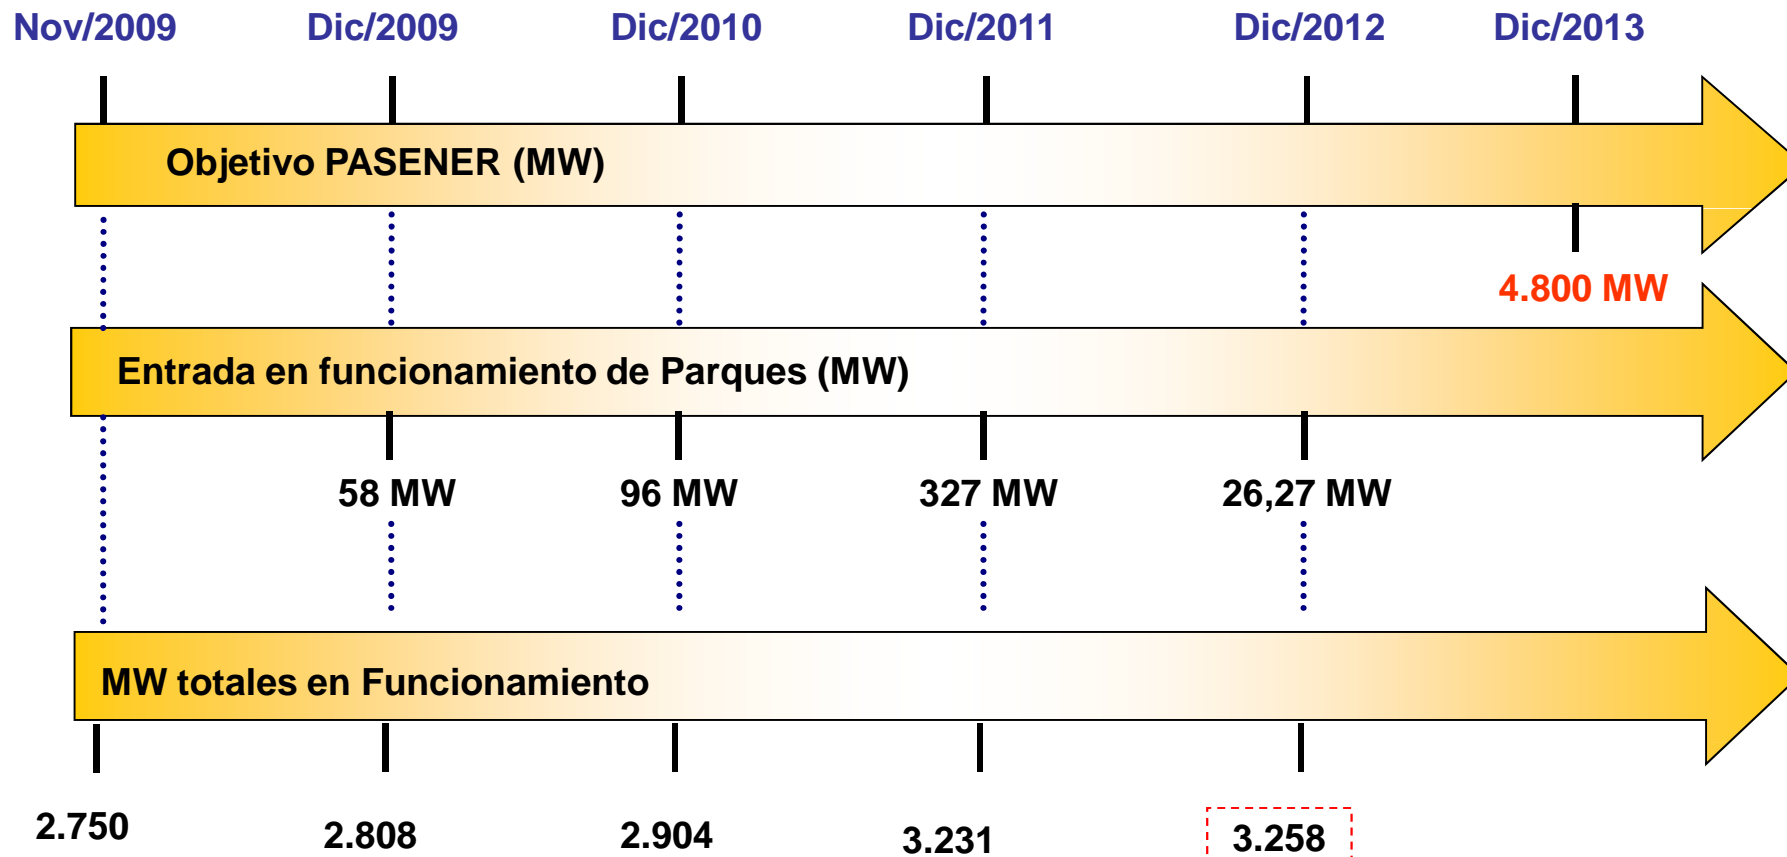 Nov/2009 Dic/2009 Dic/2010 Dic/2011 Dic/2012 Dic/2013
Objetivo PASENER (MW)
4.800 MW
Entrada en funcionamiento de Parques (MW)
58 MW 96 MW 327 MW 26,27 MW
MW totales en Funcionamiento
2.750 2.808 2.904 3.231 3.258